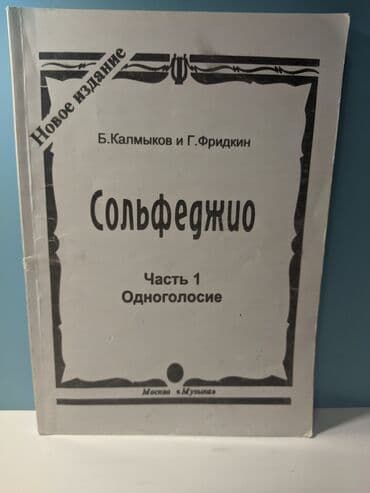 Новое издание
Б.Калмыков и Г.Фридкин
Сольфеджио
Часть 1
Одноголосие
Москва «Музыка»